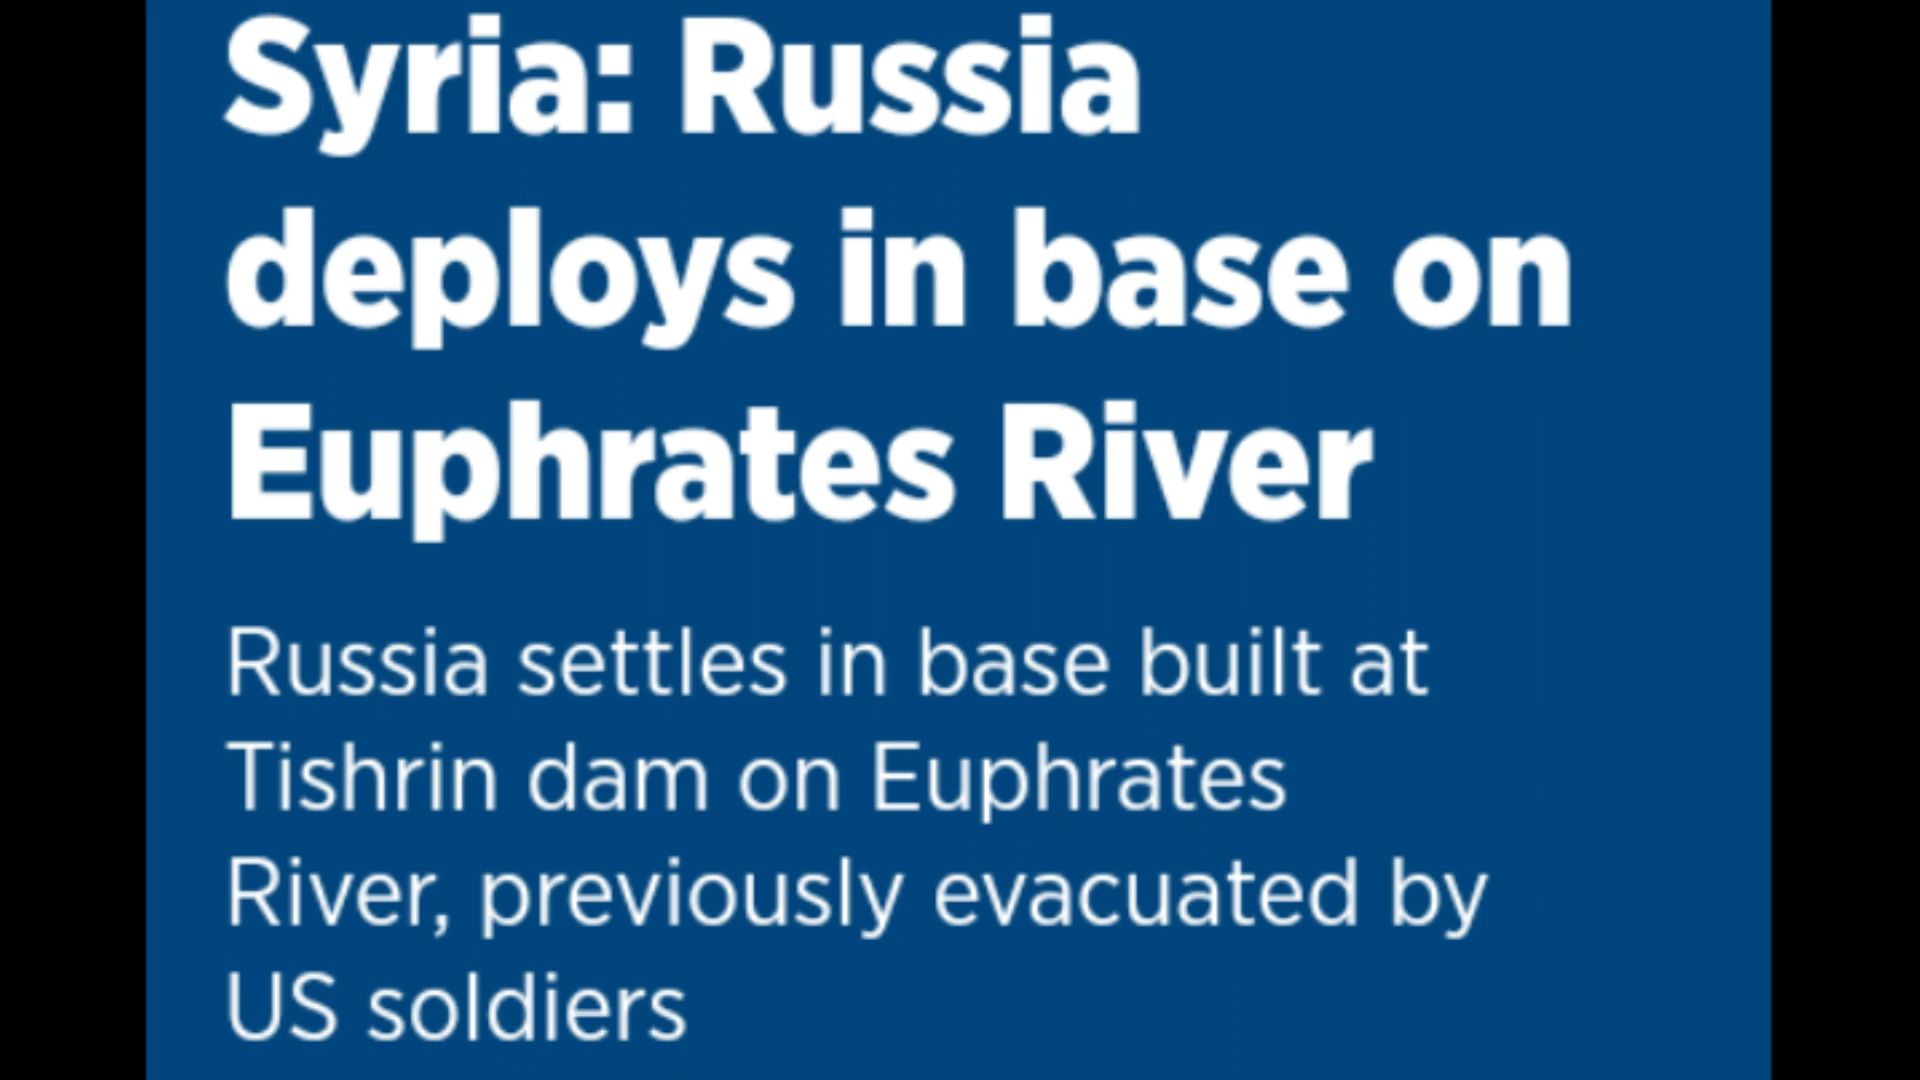 Syria: Russia
deploys in base on
Euphrates River
Russia settles in base built at
Tishrin dam on Euphrates
River, previously evacuated by
US soldiers